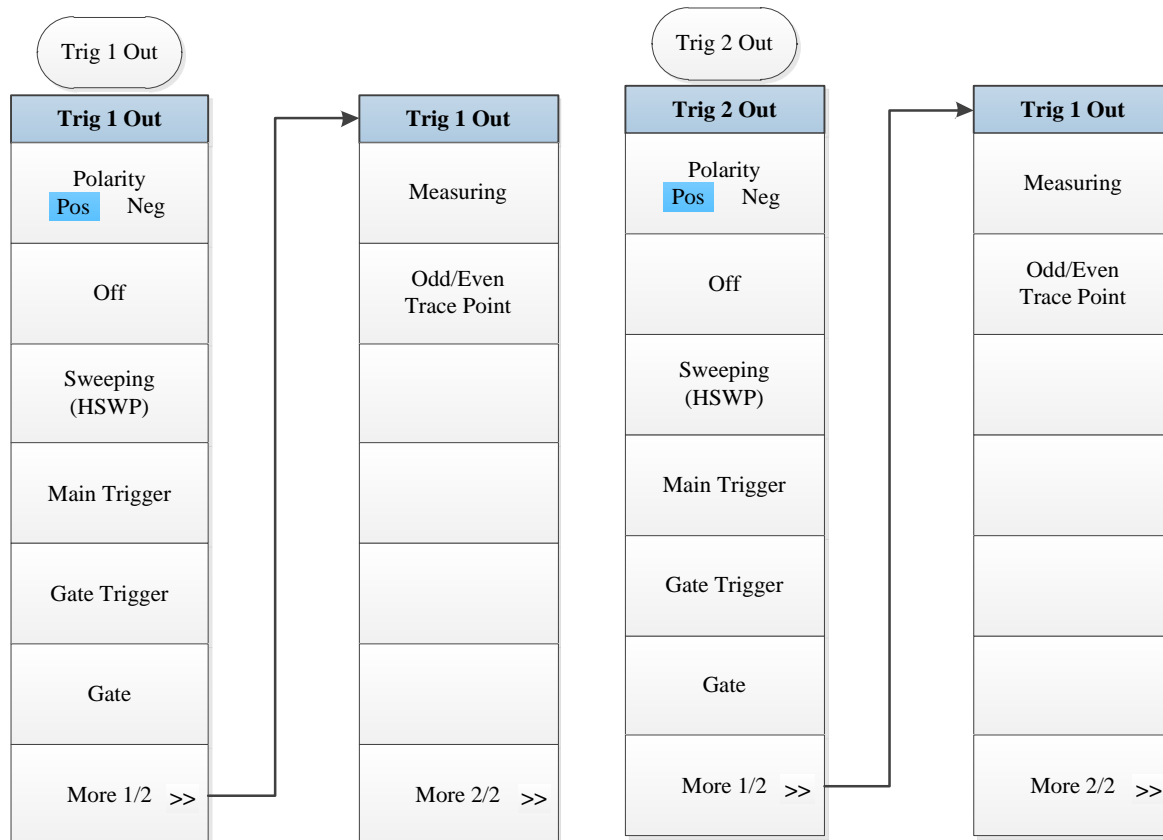 Trig 1 Out
Trig 1 Out
Polarity
Pos Neg
Off
Sweeping
(HSWP)
Main Trigger
Gate Trigger
Gate
More 1/2 >>
Trig 1 Out
Measuring
Odd/Even
Trace Point
More 2/2 >>
Trig 2 Out
Trig 2 Out
Polarity
Pos Neg
Off
Sweeping
(HSWP)
Main Trigger
Gate Trigger
Gate
More 1/2 >>
Trig 1 Out
Measuring
Odd/Even
Trace Point
More 2/2 >>